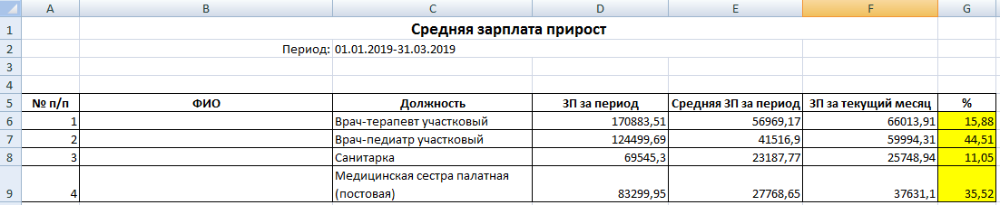 A B C D E F G
1 Средняя зарплата прирост
2 Период: 01.01.2019-31.03.2019
3
4
5 № п/п ФИО Должность ЗП за период Средняя ЗП за период ЗП за текущий месяц %
6 1 Врач-терапевт участковый 170883,51 56969,17 66013,91 15,88
7 2 Врач-педиатр участковый 124499,69 41516,9 59994,31 44,51
8 3 Санитарка 69545,3 23187,77 25748,94 11,05
Медицинская сестра палатная
9 4 (постовая) 83299,95 27768,65 37631,1 35,52